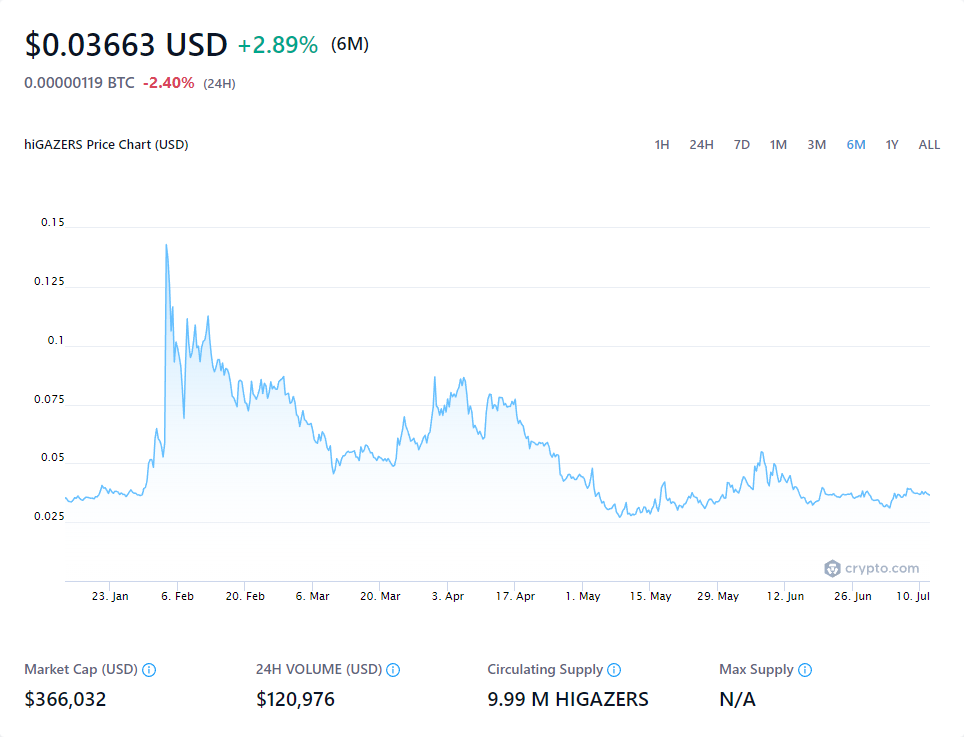 $0.03663 USD +2.89% (6M)
0.00000119 BTC -2.40% (24H)
hiGAZERS Price Chart (USD) 1H 24H 7D 1M 3M 6M 1Y ALL
0.15
0.125
0.1
0.075
0.05
0.025
crypto.com
23. Jan 6. Feb 20. Feb 6. Mar 20. Mar 3. Apr 17. Apr 1. May 15. May 29. May 12. Jun 26. Jun 10. Jul
Market Cap (USD) 24H VOLUME (USD) Circulating Supply Max Supply
$366,032 $120,976 9.99 M HIGAZERS N/A